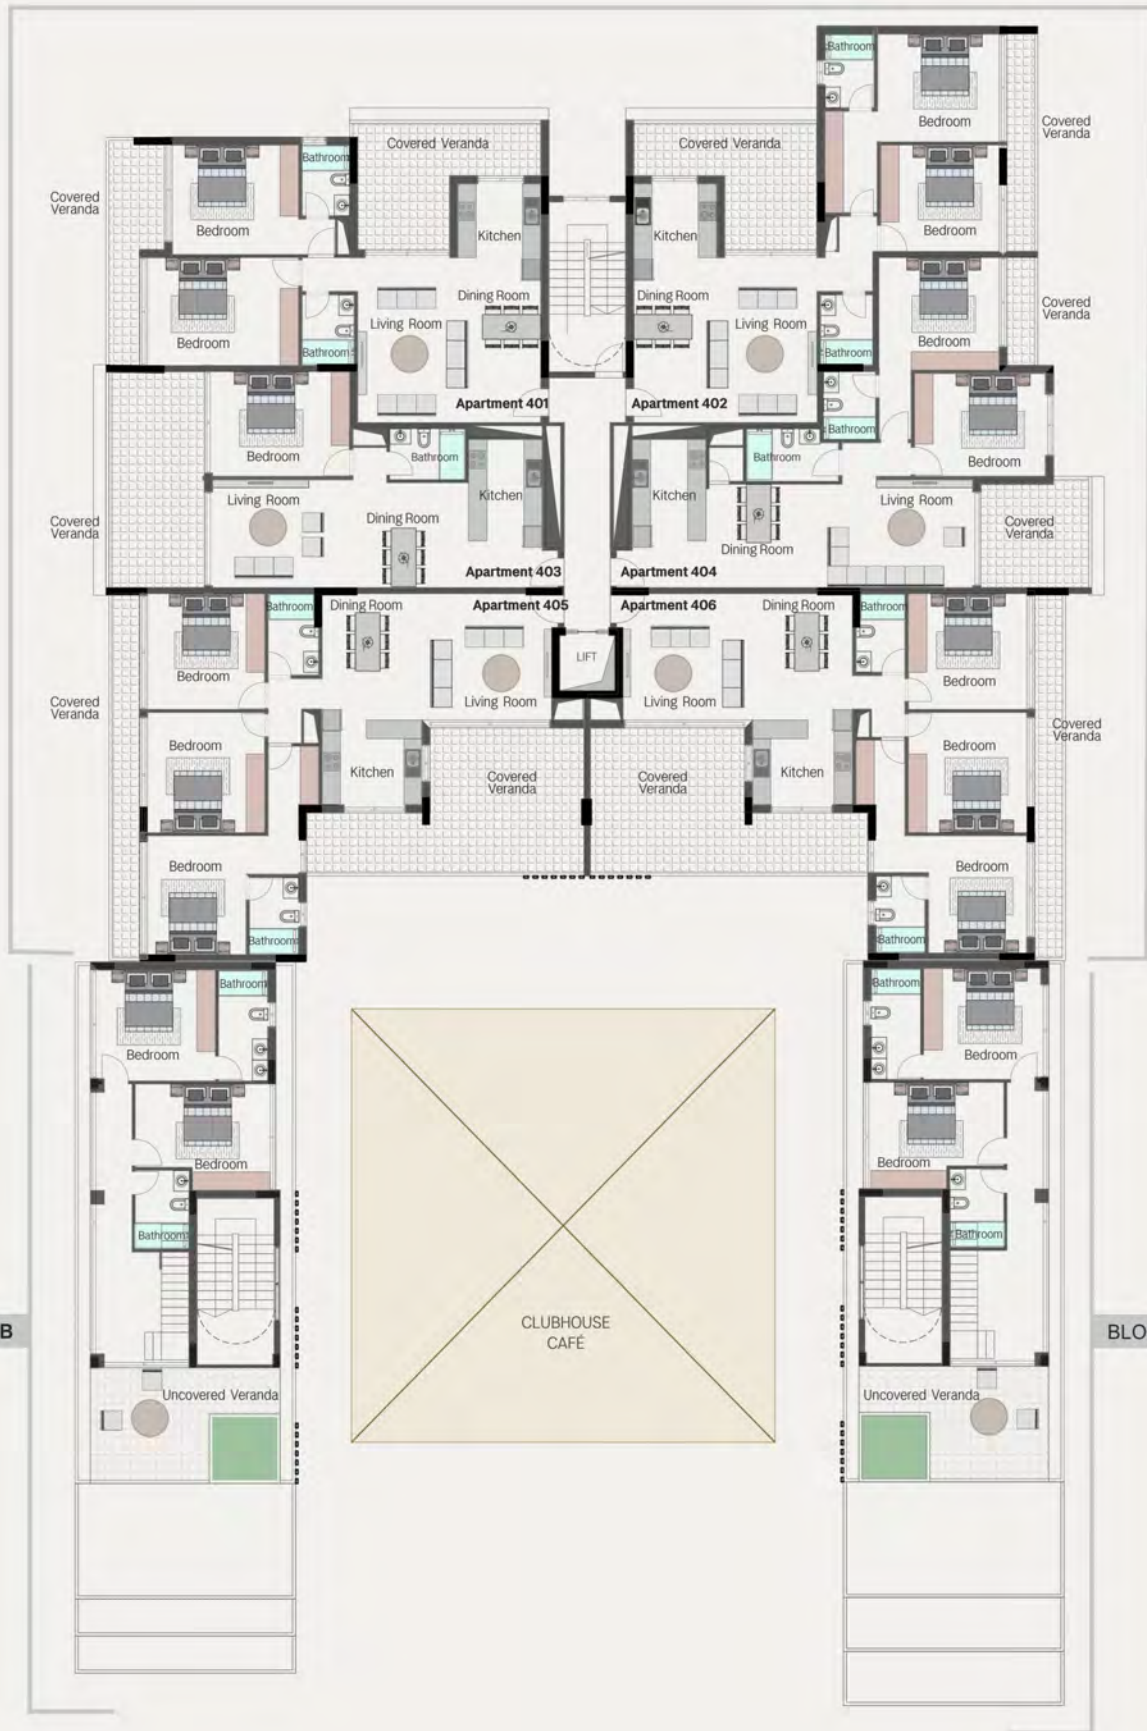 Bathroom
Bedroom
Covered
Veranda
Covered Veranda
Covered Veranda
Bathroom
Covered
Veranda
Bedroom
Kitchen
Kitchen
Bedroom
Dining Room
Dining Room
Covered
Veranda
Living Room
Living Room
Bedroom
Bathroom
Bathroom
Bedroom
Apartment 401
Apartment 402
Bathroom
Bedroom
Bathroom
Bathroom
Bedroom
Kitchen
Kitchen
Living Room
Living Room
Covered
Veranda
Dining Room
Dining Room
Covered
Veranda
Apartment 403
Apartment 404
Bathroom
Dining Room
Apartment 405
Apartment 406
Dining Room
Bathroom
LIFT
Bedroom
Bedroom
Covered
Veranda
Living Room
Living Room
Covered
Veranda
Bedroom
Bedroom
Kitchen
Covered
Veranda
Covered
Veranda
Kitchen
Bedroom
Bedroom
Bathroom
Bathroom
Bathroom
Bathroom
Bedroom
Bedroom
Bedroom
Bedroom
Bathroom
Bathroom
CLUBHOUSE
CAFÉ
B
BLO
Uncovered Veranda
Uncovered Veranda